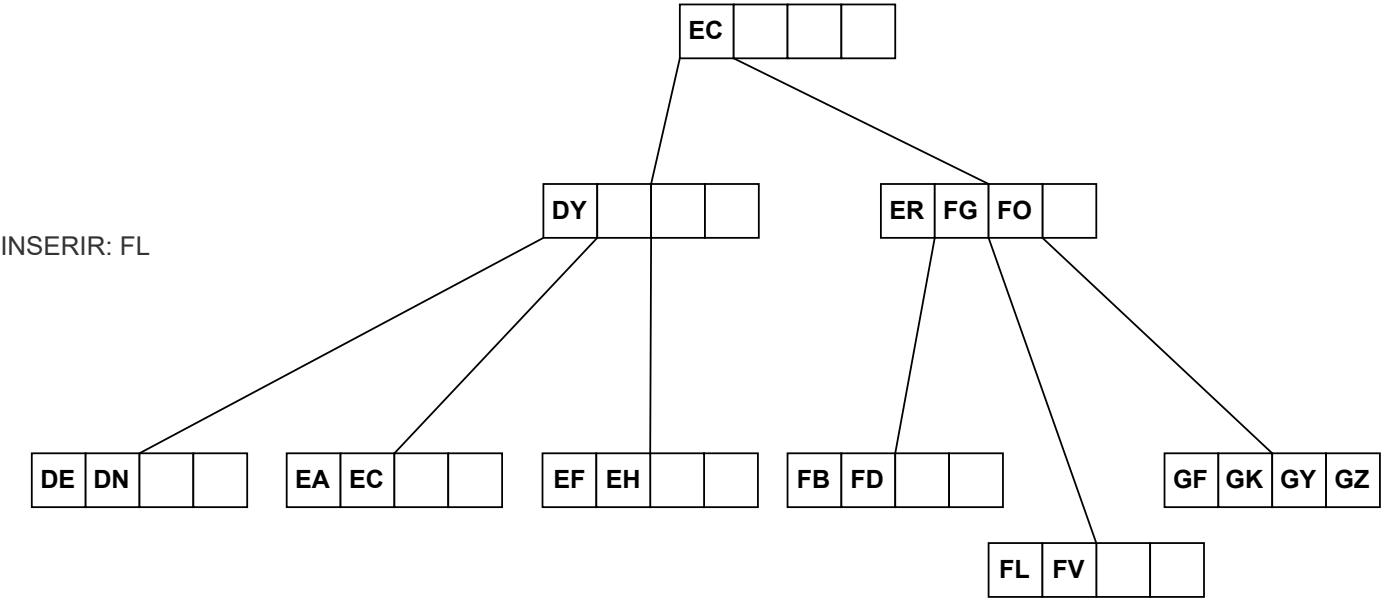 EC
DY
ER FG FO
INSERIR: FL
DE DN
EA EC
EF EH
FB FD
GF GK GY GZ
FL FV